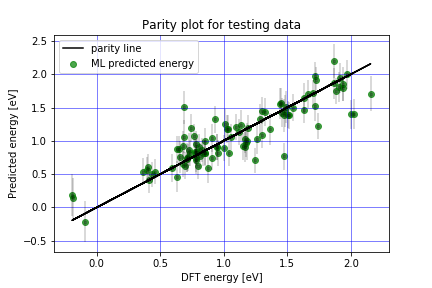 Parity plot for testing data
parity line
ML predicted energy
Predicted energy [eV]
2.5
2.0
1.5
1.0
0.5
0.0
−0.5
0.0
0.5
1.0
1.5
2.0
DFT energy [eV]